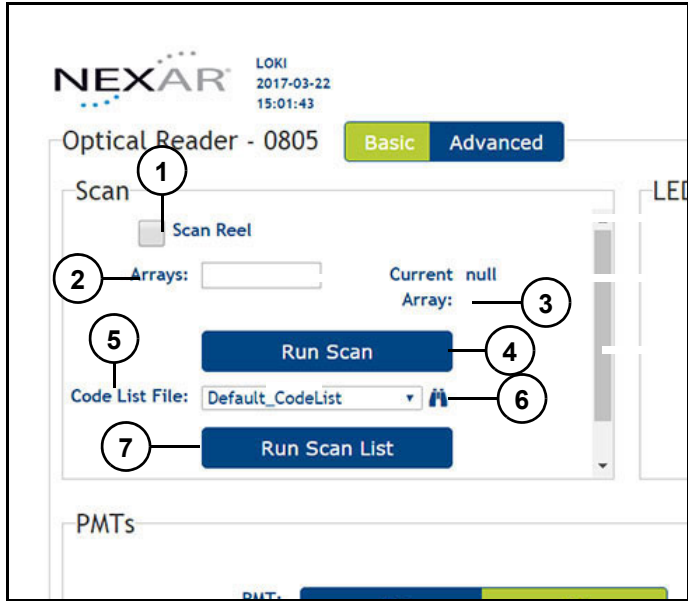 NEXAR
LOKI
2017-03-22
15:01:43
Optical Reader - 0805
Basic
Advanced
1
Scan
LED
Scan Reel
2
Arrays:
Current null
Array:
3
5
Run Scan
4
Code List File:
Default_CodeList
6
7
Run Scan List
PMTs
PMT: